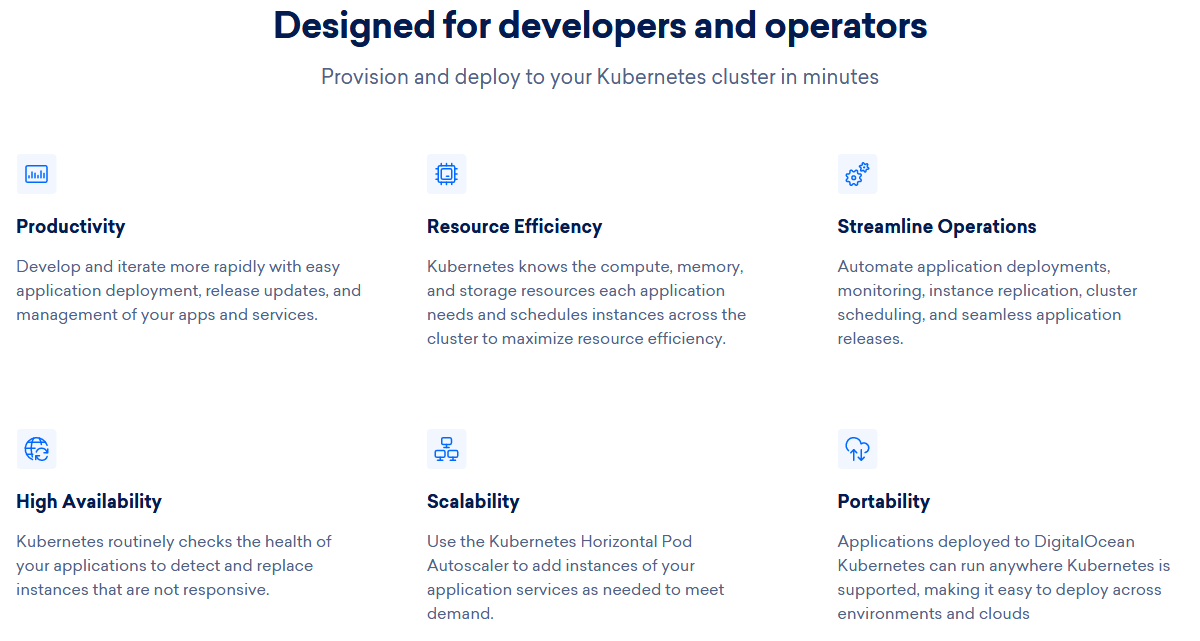 Designed for developers and operators
Provision and deploy to your Kubernetes cluster in minutes
Productivity
Develop and iterate more rapidly with easy
application deployment, release updates, and
management of your apps and services.
Resource Efficiency
Kubernetes knows the compute, memory,
and storage resources each application
needs and schedules instances across the
cluster to maximize resource efficiency.
Streamline Operations
Automate application deployments,
monitoring, instance replication, cluster
scheduling, and seamless application
releases.
High Availability
Kubernetes routinely checks the health of
your applications to detect and replace
instances that are not responsive.
Scalability
Use the Kubernetes Horizontal Pod
Autoscaler to add instances of your
application services as needed to meet
demand.
Portability
Applications deployed to DigitalOcean
Kubernetes can run anywhere Kubernetes is
supported, making it easy to deploy across
environments and clouds